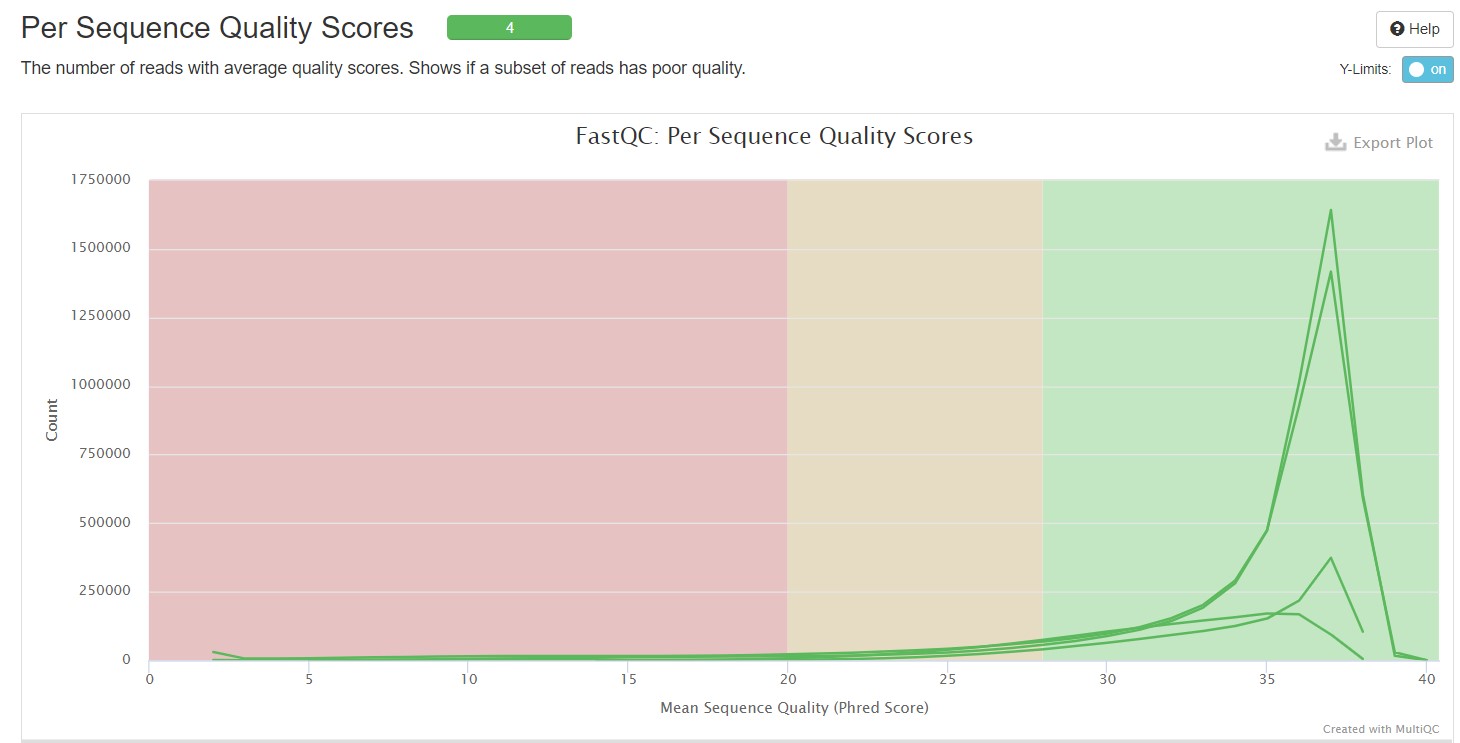 Per Sequence Quality Scores 4
Help
The number of reads with average quality scores. Shows if a subset of reads has poor quality.
Y-Limits: on
FastQC: Per Sequence Quality Scores
Export Plot
1750000
1500000
1250000
1000000
750000
500000
250000
0
Count
0 5 10 15 20 25 30 35 40
Mean Sequence Quality (Phred Score)
Created with MultiQC